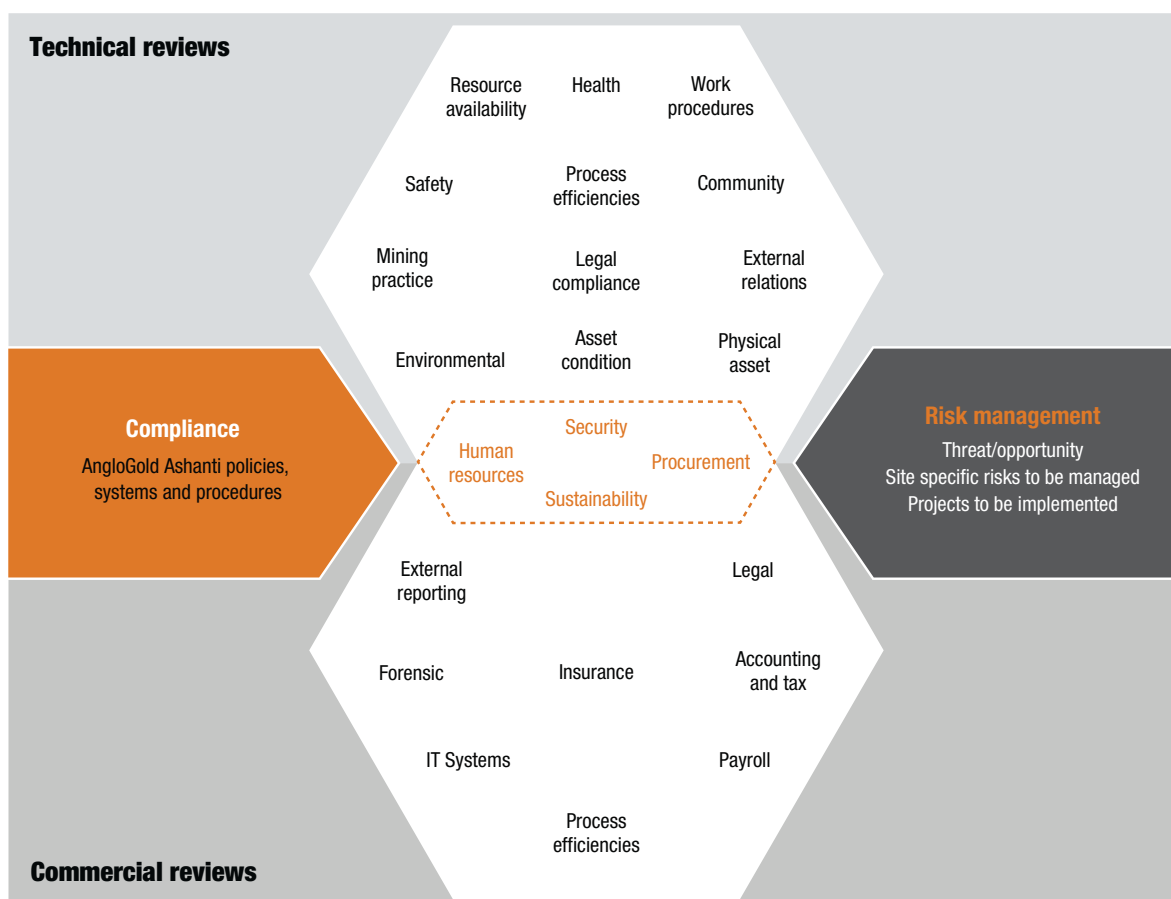 Technical reviews
Resource
availability
Health
Work
procedures
Safety
Process
efficiencies
Community
Mining
practice
Legal
compliance
External
relations
Environmental
Asset
condition
Physical
asset
Compliance
AngloGold Ashanti policies,
systems and procedures
Security
Human
resources
Procurement
Sustainability
Risk management
Threat/opportunity
Site specific risks to be managed
Projects to be implemented
External
reporting
Legal
Forensic
Insurance
Accounting
and tax
IT Systems
Payroll
Process
efficiencies
Commercial reviews